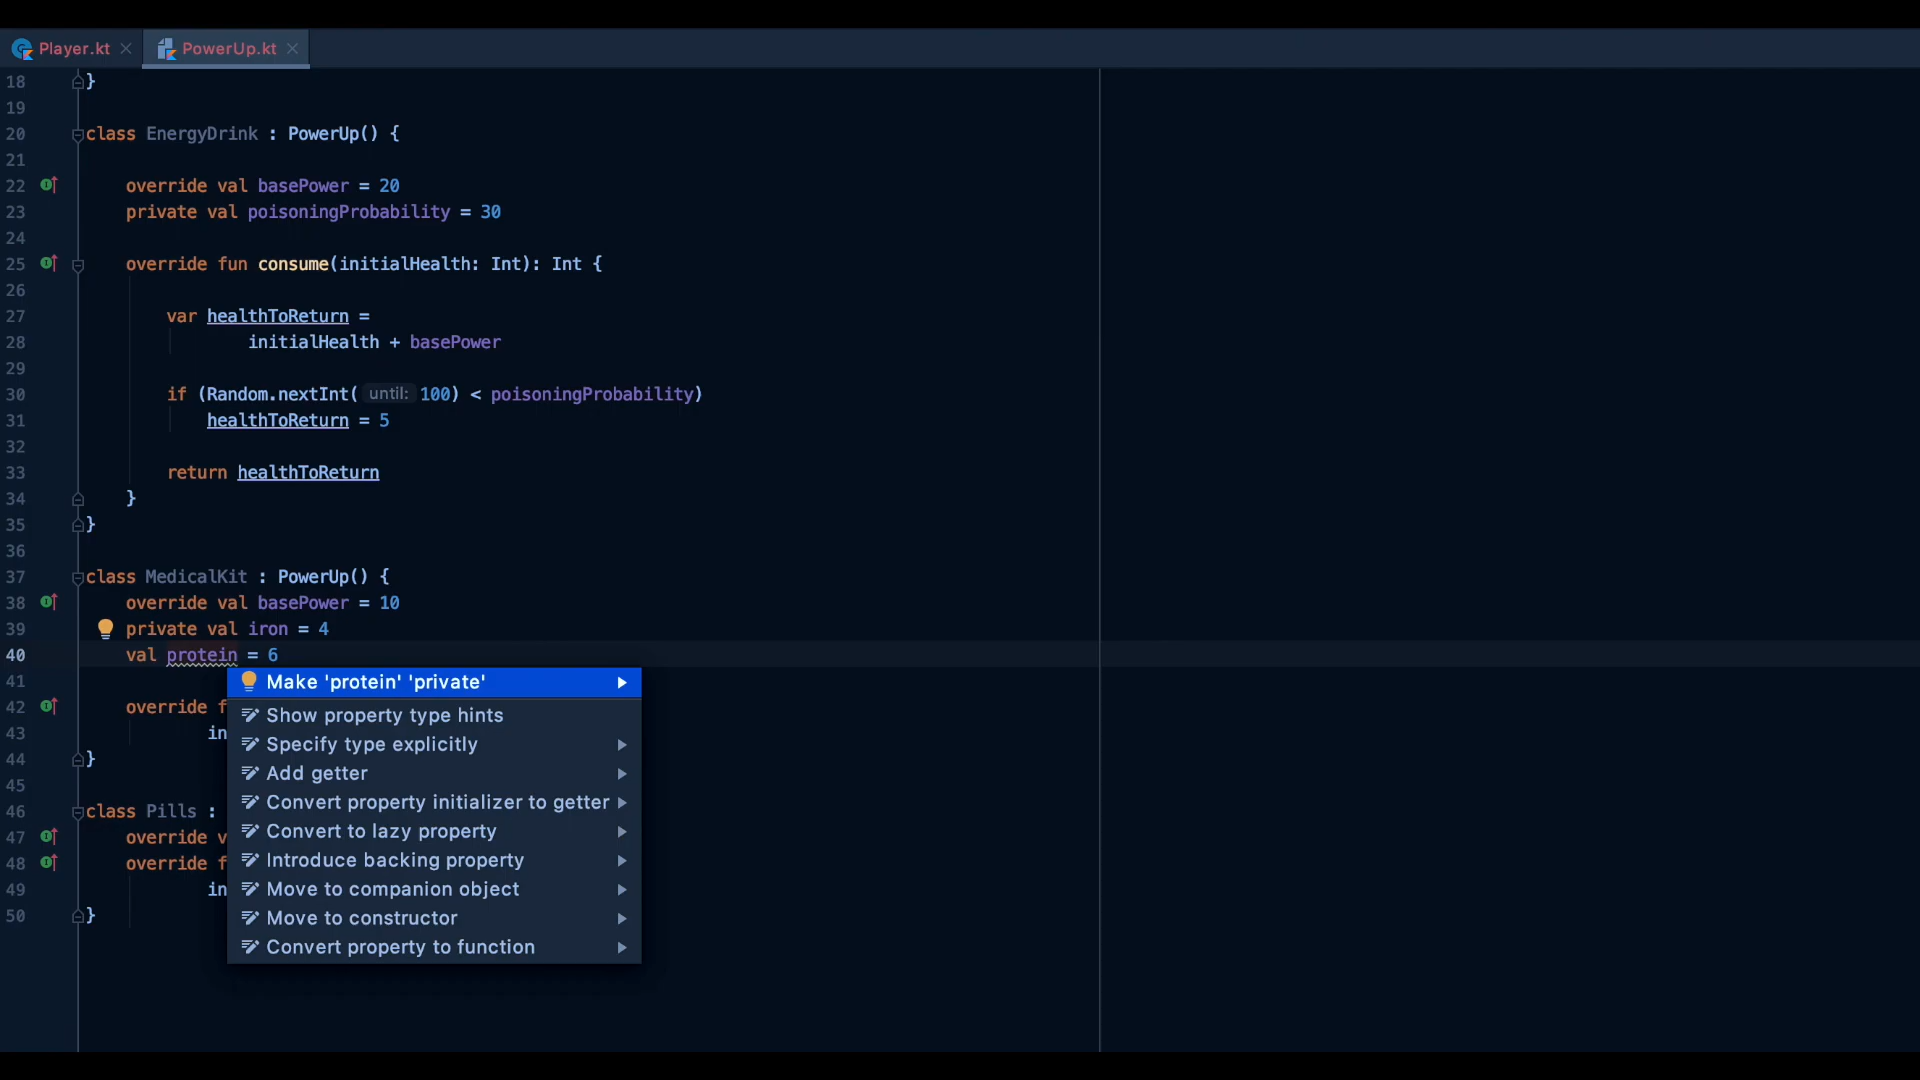 Player.kt
PowerUp.kt
18 }
19
20 class EnergyDrink : PowerUp() {
21
22 override val basePower = 20
23 private val poisoningProbability = 30
24
25 override fun consume(initialHealth: Int): Int {
26
27 var healthToReturn =
28 initialHealth + basePower
29
30 if (Random.nextInt( until: 100) < poisoningProbability)
31 healthToReturn = 5
32
33 return healthToReturn
34 }
35 }
36
37 class MedicalKit : PowerUp() {
38 override val basePower = 10
39 private val iron = 4
40 val protein = 6
Make 'protein' 'private'
41
42 override f
Show property type hints
43 in
Specify type explicitly
44 }
Add getter
45
Convert property initializer to getter
46 class Pills :
47 override v
Convert to lazy property
48 override f
Introduce backing property
49 in
Move to companion object
50 }
Move to constructor
Convert property to function